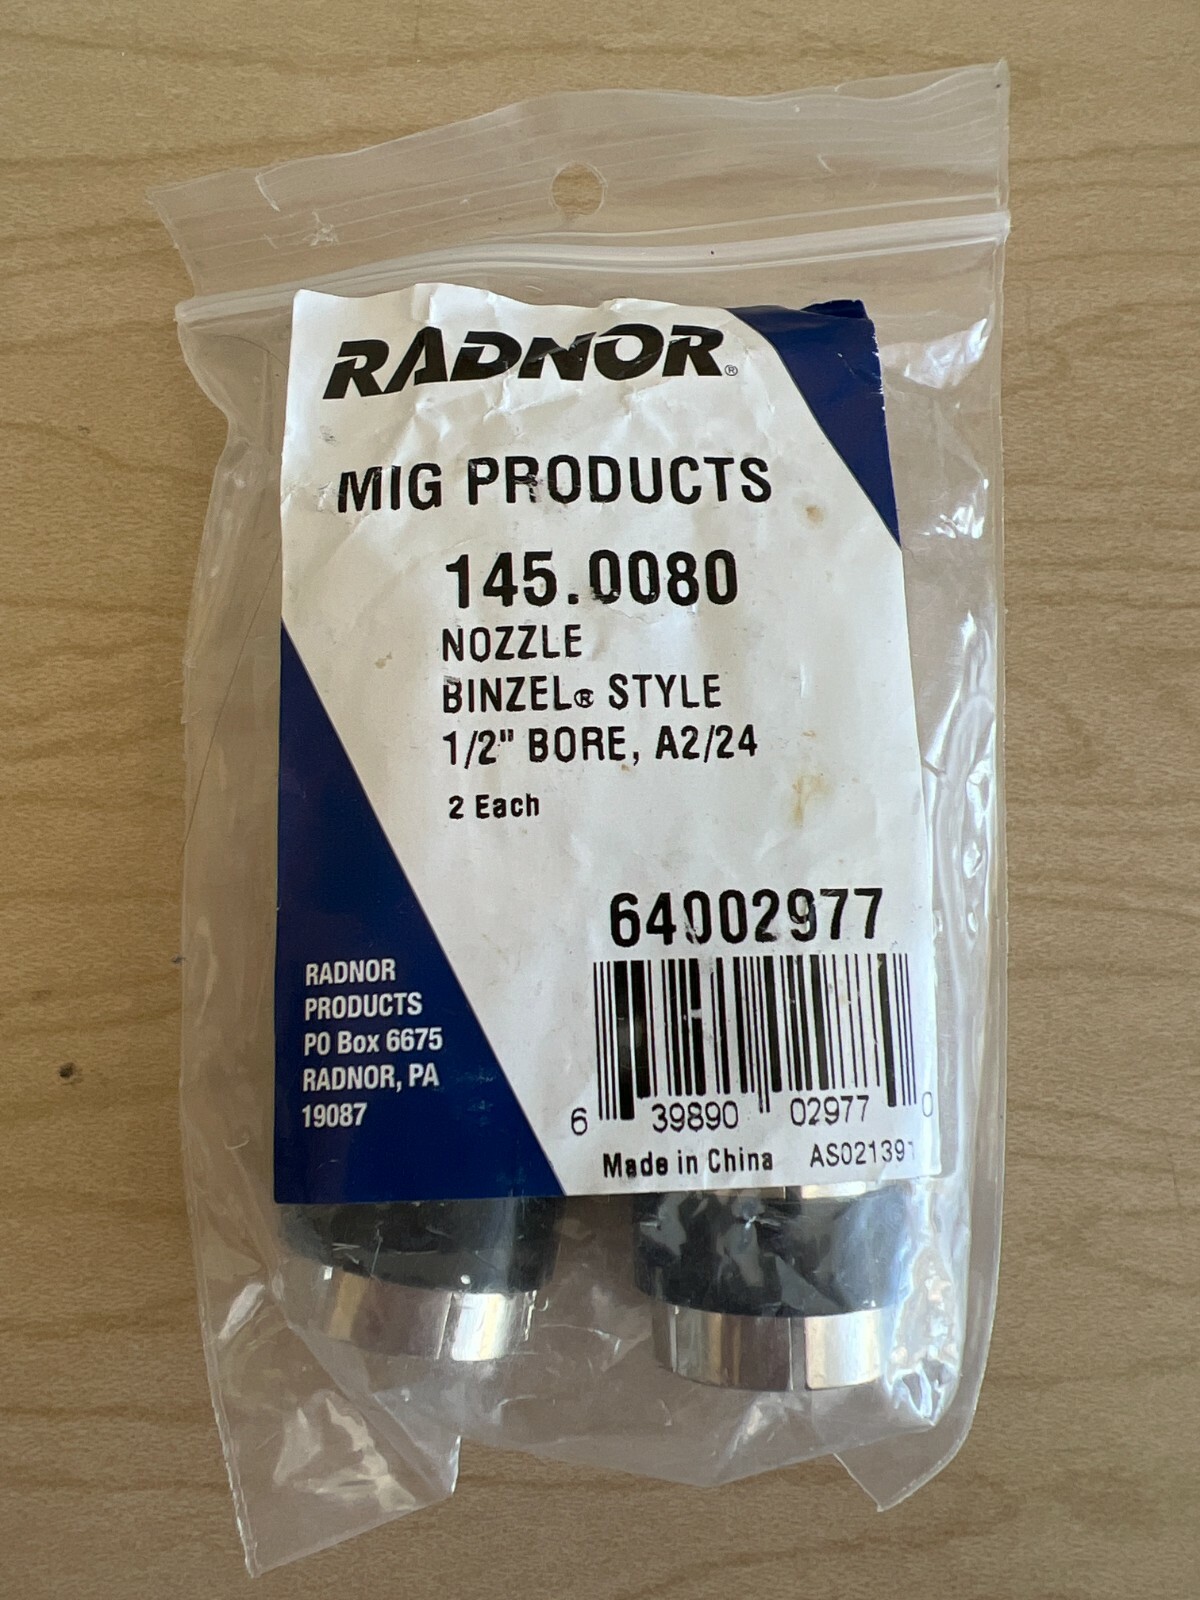 RADNOR®
MIG PRODUCTS
145.0080
NOZZLE
BINZEL® STYLE
1/2" BORE, A2/24
2 Each
64002977
RADNOR
PRODUCTS
PO Box 6675
RADNOR, PA
19087
6 39890 02977 0
Made in China AS021391